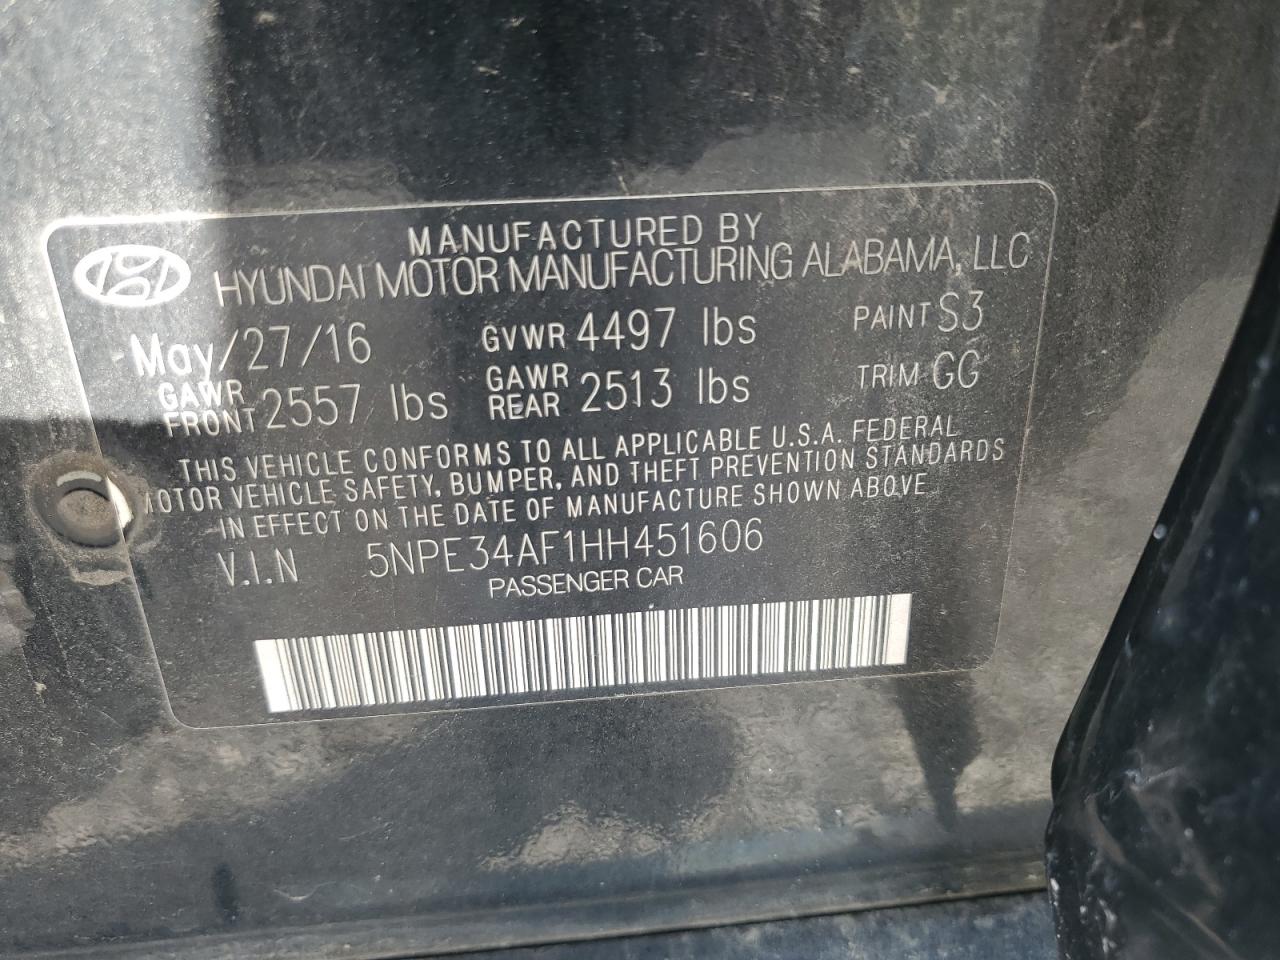 MANUFACTURED BY
HYUNDAI MOTOR MANUFACTURING ALABAMA, LLC
May/27/16 GVWR 4497 lbs PAINT S3
GAWR FRONT 2557 lbs GAWR REAR 2513 lbs TRIM GG
THIS VEHICLE CONFORMS TO ALL APPLICABLE U.S.A. FEDERAL
MOTOR VEHICLE SAFETY, BUMPER, AND THEFT PREVENTION STANDARDS
IN EFFECT ON THE DATE OF MANUFACTURE SHOWN ABOVE
V.I.N 5NPE34AF1HH451606
PASSENGER CAR